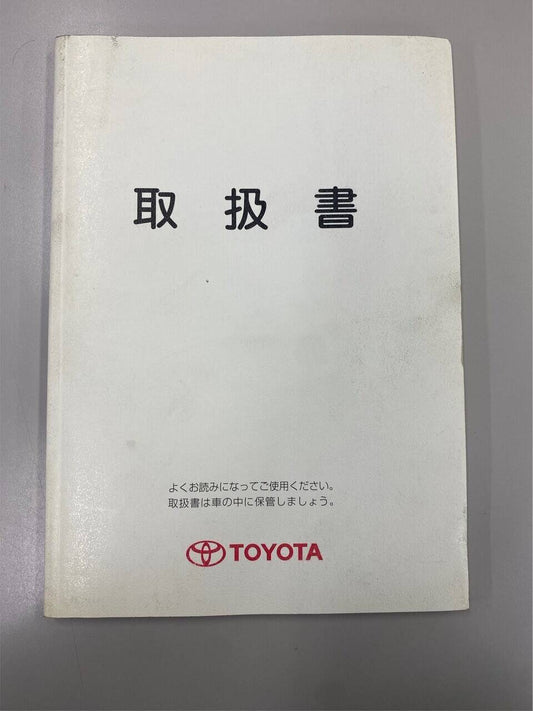 取扱書
よくお読みになってご使用ください。
取扱書は車の中に保管しましょう。
TOYOTA